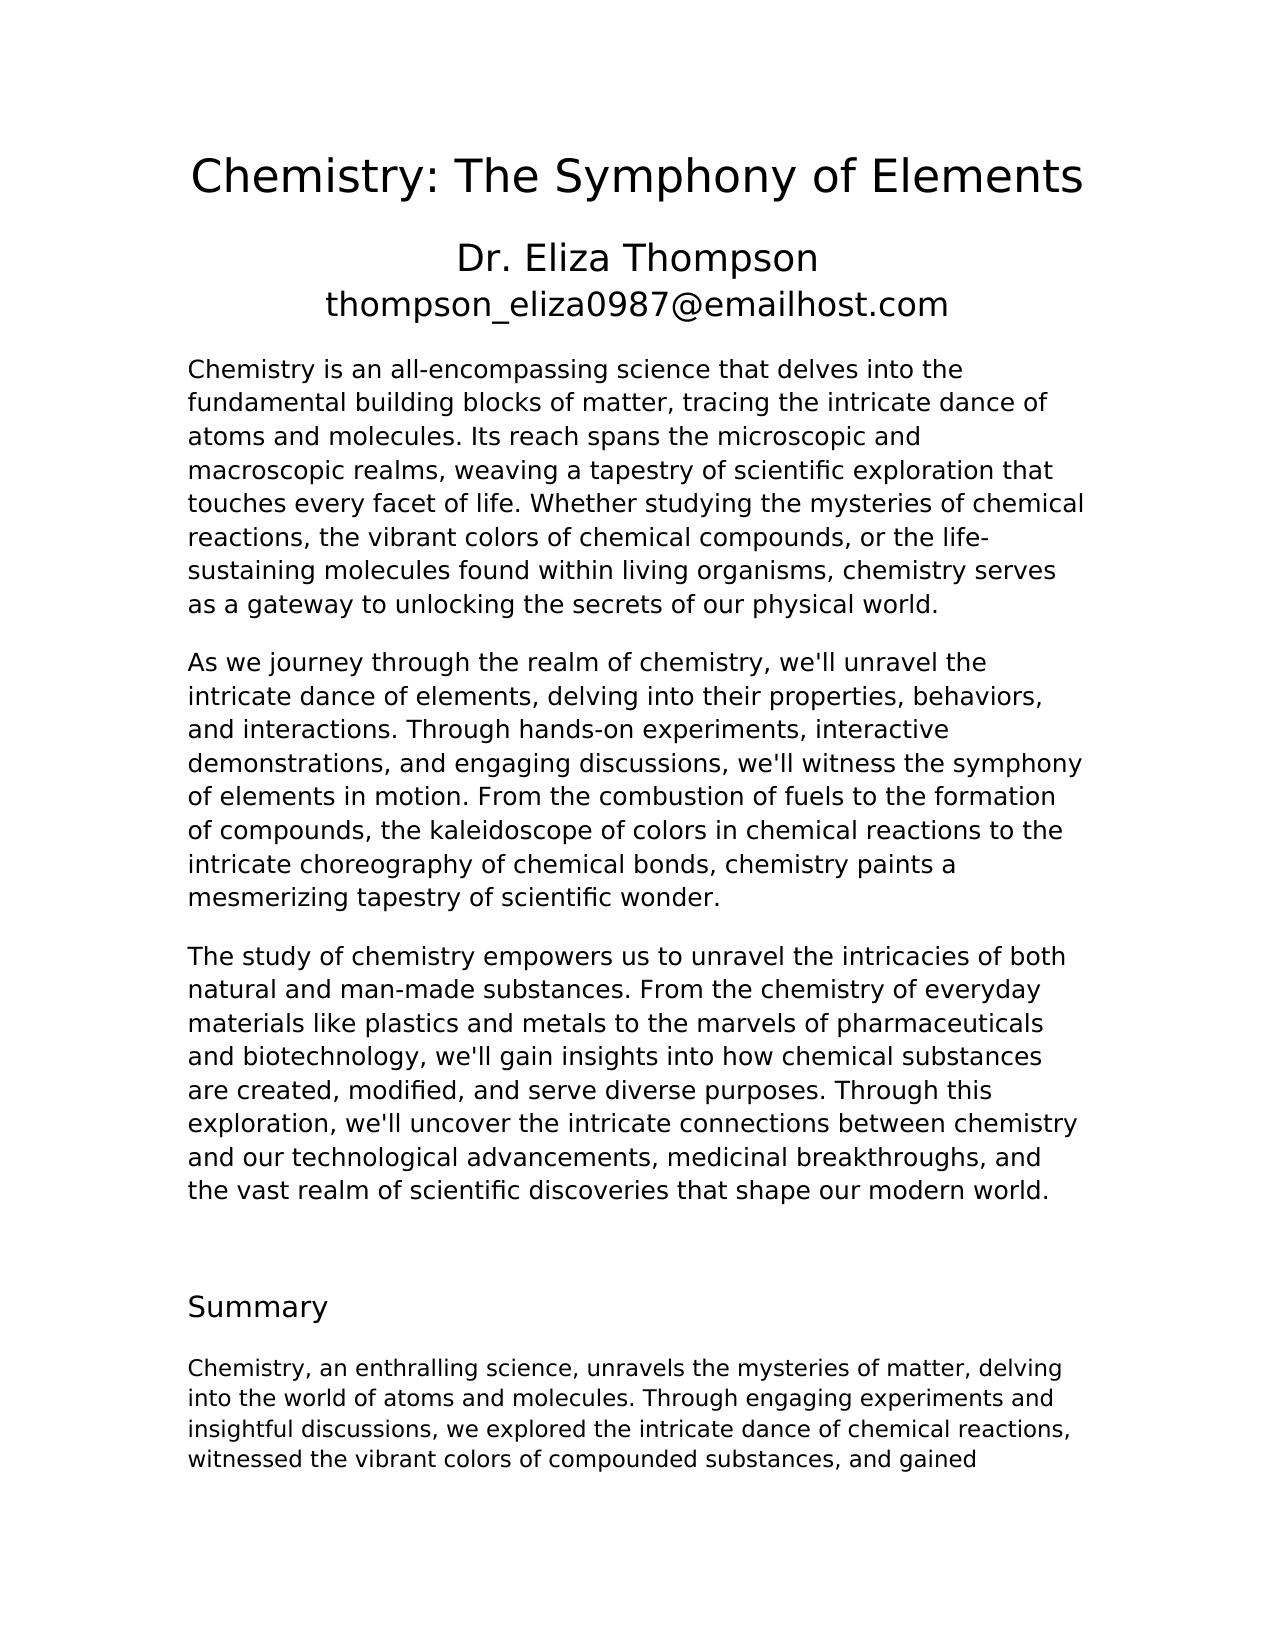 Chemistry: The Symphony of Elements
Dr. Eliza Thompson
thompson_eliza0987@emailhost.com
Chemistry is an all-encompassing science that delves into the
fundamental building blocks of matter, tracing the intricate dance of
atoms and molecules. Its reach spans the microscopic and
macroscopic realms, weaving a tapestry of scientific exploration that
touches every facet of life. Whether studying the mysteries of chemical
reactions, the vibrant colors of chemical compounds, or the life-
sustaining molecules found within living organisms, chemistry serves
as a gateway to unlocking the secrets of our physical world.
As we journey through the realm of chemistry, we'll unravel the
intricate dance of elements, delving into their properties, behaviors,
and interactions. Through hands-on experiments, interactive
demonstrations, and engaging discussions, we'll witness the symphony
of elements in motion. From the combustion of fuels to the formation
of compounds, the kaleidoscope of colors in chemical reactions to the
intricate choreography of chemical bonds, chemistry paints a
mesmerizing tapestry of scientific wonder.
The study of chemistry empowers us to unravel the intricacies of both
natural and man-made substances. From the chemistry of everyday
materials like plastics and metals to the marvels of pharmaceuticals
and biotechnology, we'll gain insights into how chemical substances
are created, modified, and serve diverse purposes. Through this
exploration, we'll uncover the intricate connections between chemistry
and our technological advancements, medicinal breakthroughs, and
the vast realm of scientific discoveries that shape our modern world.
Summary
Chemistry, an enthralling science, unravels the mysteries of matter, delving
into the world of atoms and molecules. Through engaging experiments and
insightful discussions, we explored the intricate dance of chemical reactions,
witnessed the vibrant colors of compounded substances, and gained